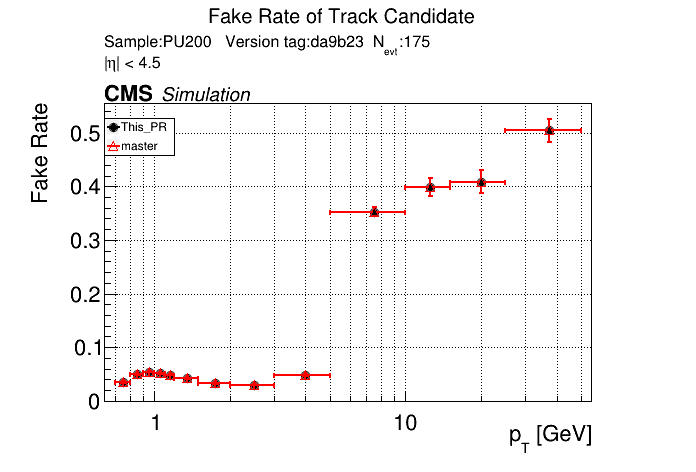 Fake Rate of Track Candidate
Sample:PU200 Version tag:da9b23 N_evt:175
|η| < 4.5
CMS Simulation
Fake Rate
This_PR
master
0.5
0.4
0.3
0.2
0.1
0
1
10
p_T [GeV]